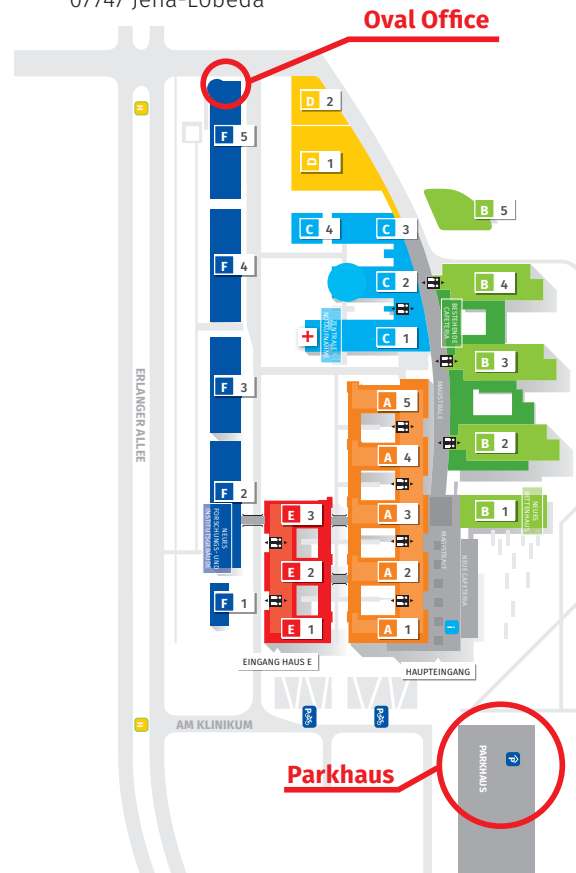 07747 Jena-Lobeda
Oval Office
H
D 2
F 5
D 1
B 5
C 4
C 3
F 4
C 2
B 4
BESTEHENDE
CAFETERIA
ZENTRALE
NOTAUFNAHME
C 1
B 3
ERLANGER ALLEE
F 3
MAGISTRALE
A 5
B 2
A 4
F 2
NEUES
FORSCHUNGS- UND
INSTITUTSGEBÄUDE
E 3
A 3
B 1
NEUES
BETTENHAUS
MAGISTRALE
NEUE CAFETERIA
E 2
A 2
F 1
E 1
A 1
i
EINGANG HAUS E
HAUPTEINGANG
H
AM KLINIKUM
P
P
PARKHAUS
P
Parkhaus